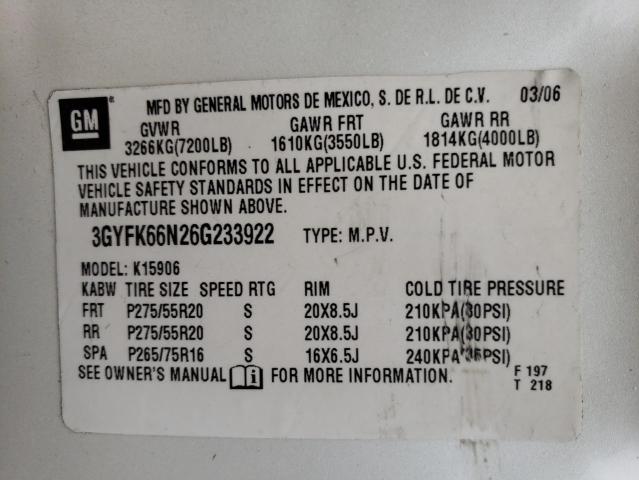 GM ® MFD BY GENERAL MOTORS DE MEXICO, S. DE R.L. DE C.V. 03/06
GVWR GAWR FRT GAWR RR
3266KG(7200LB) 1610KG(3550LB) 1814KG(4000LB)
THIS VEHICLE CONFORMS TO ALL APPLICABLE U.S. FEDERAL MOTOR
VEHICLE SAFETY STANDARDS IN EFFECT ON THE DATE OF
MANUFACTURE SHOWN ABOVE.
3GYFK66N26G233922 TYPE: M.P.V.
MODEL: K15906
KABW TIRE SIZE SPEED RTG RIM COLD TIRE PRESSURE
FRT P275/55R20 S 20X8.5J 210KPA(30PSI)
RR P275/55R20 S 20X8.5J 210KPA(30PSI)
SPA P265/75R16 S 16X6.5J 240KPA(35PSI)
SEE OWNER'S MANUAL i FOR MORE INFORMATION. F 197
T 218